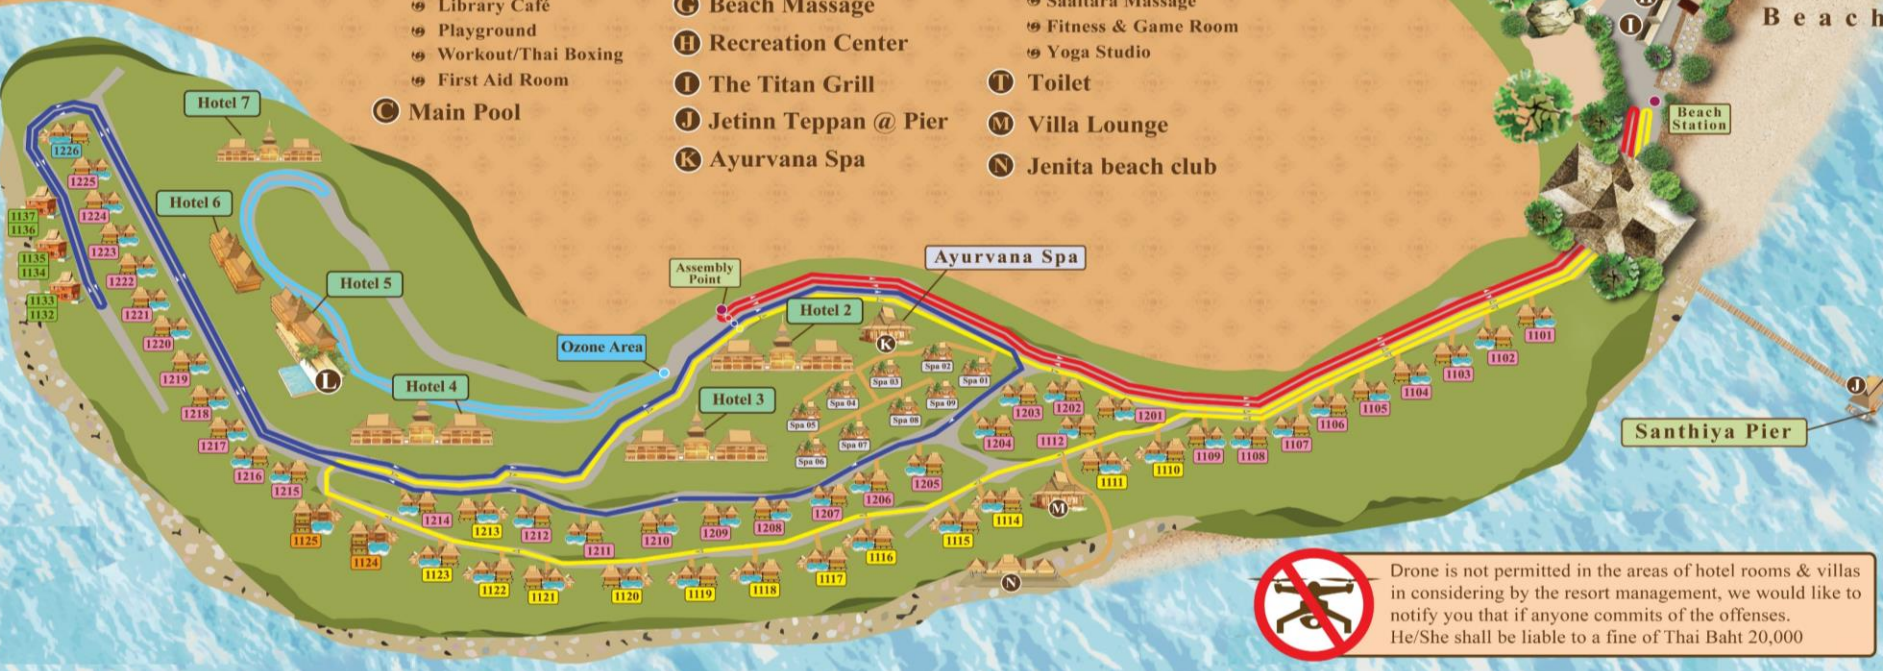 Library Café
Playground
Workout/Thai Boxing
First Aid Room
C Main Pool
G Beach Massage
H Recreation Center
I The Titan Grill
J Jetinn Teppan @ Pier
K Ayurvana Spa
Fitness & Game Room
Yoga Studio
T Toilet
M Villa Lounge
N Jenita beach club
I
Beach
Beach
Station
Hotel 7
Hotel 6
Hotel 5
Hotel 4
Hotel 3
Hotel 2
L
Ozone Area
Assembly
Point
Ayurvana Spa
K
Spa 01
Spa 02
Spa 03
Spa 04
Spa 05
Spa 06
Spa 07
Spa 08
Spa 09
1226
1225
1224
1223
1222
1221
1220
1219
1218
1217
1216
1215
1214
1213
1212
1211
1210
1209
1208
1207
1206
1205
1204
1203
1202
1201
1137
1136
1135
1134
1133
1132
1125
1124
1123
1122
1121
1120
1119
1118
1117
1116
1115
1114
1112
1111
1110
1109
1108
1107
1106
1105
1104
1103
1102
1101
M
N
J
Santhiya Pier
Drone is not permitted in the areas of hotel rooms & villas
in considering by the resort management, we would like to
notify you that if anyone commits of the offenses.
He/She shall be liable to a fine of Thai Baht 20,000